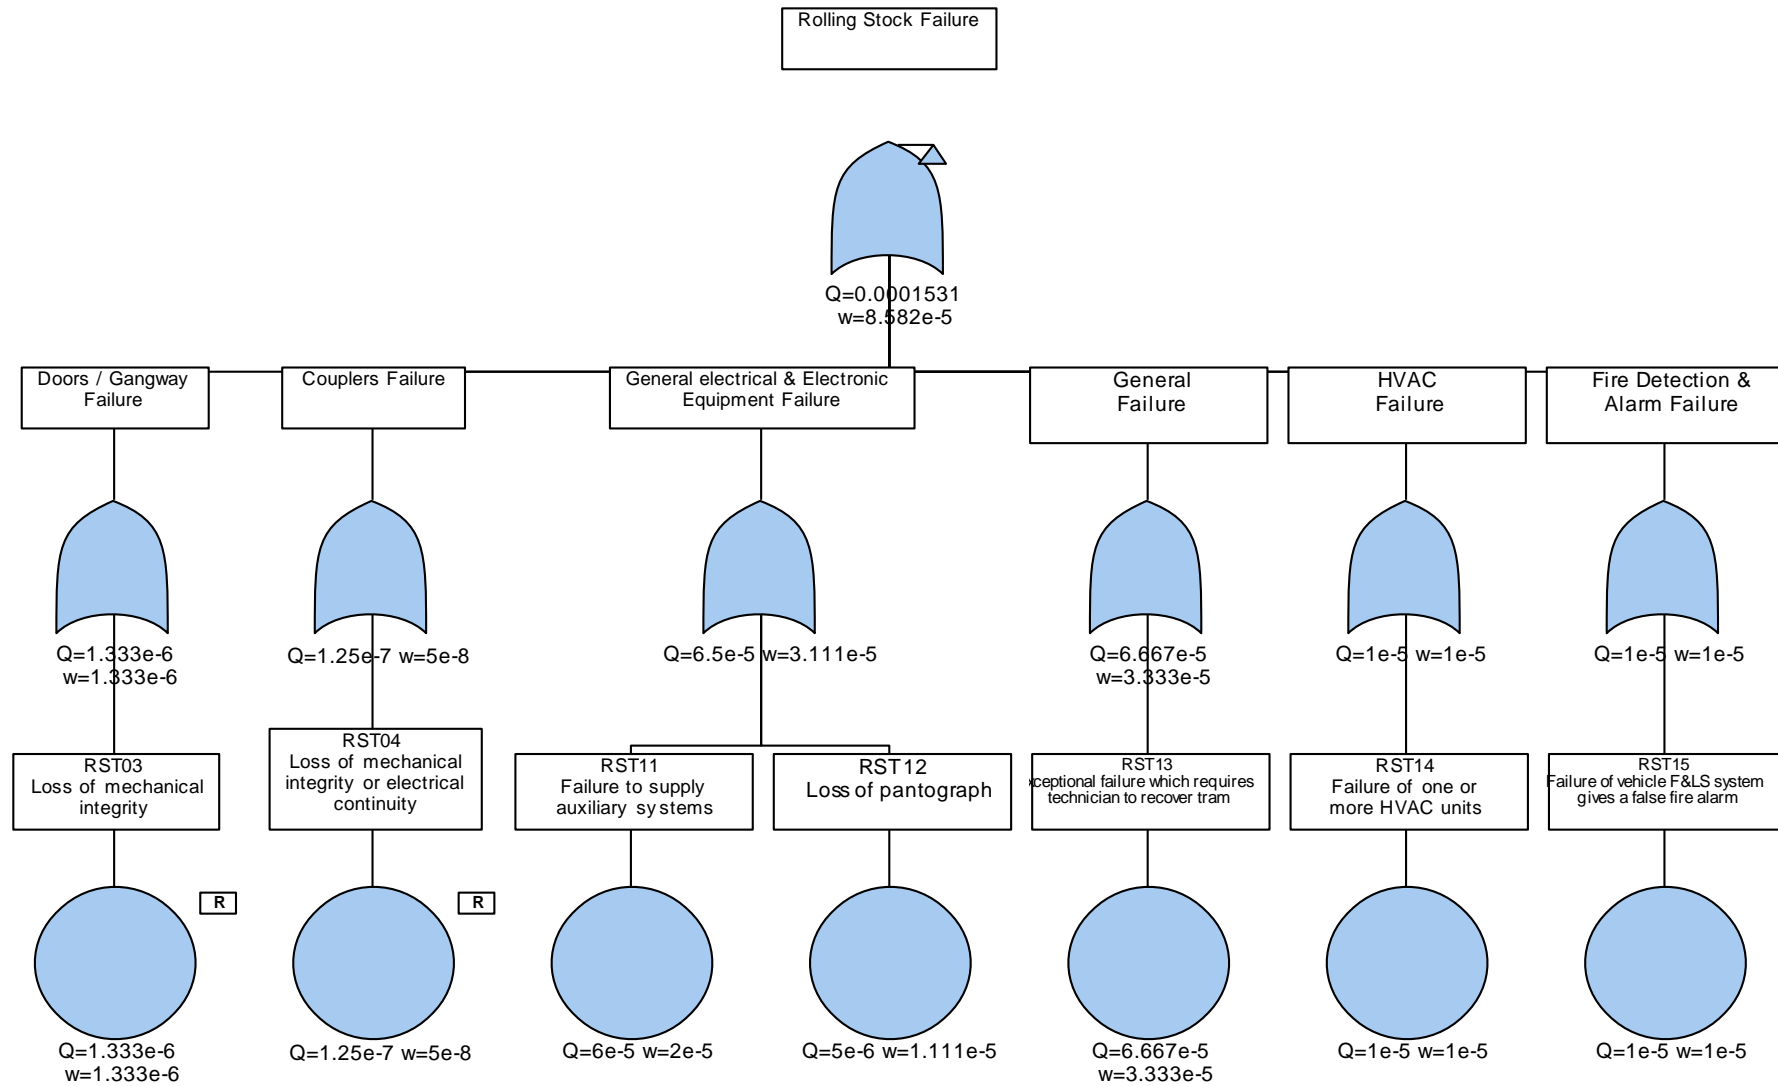 Rolling Stock Failure
Q=0.0001531
w=8.582e-5
Doors / Gangway
Failure
Couplers Failure
General electrical & Electronic
Equipment Failure
General
Failure
HVAC
Failure
Fire Detection &
Alarm Failure
Q=1.333e-6
w=1.333e-6
Q=1.25e-7 w=5e-8
Q=6.5e-5 w=3.111e-5
Q=6.667e-5
w=3.333e-5
Q=1e-5 w=1e-5
Q=1e-5 w=1e-5
RST03
Loss of mechanical
integrity
RST04
Loss of mechanical
integrity or electrical
continuity
RST11
Failure to supply
auxiliary systems
RST12
Loss of pantograph
RST13
xceptional failure which requires
technician to recover tram
RST14
Failure of one or
more HVAC units
RST15
Failure of vehicle F&LS system
gives a false fire alarm
R
R
Q=1.333e-6
w=1.333e-6
Q=1.25e-7 w=5e-8
Q=6e-5 w=2e-5
Q=5e-6 w=1.111e-5
Q=6.667e-5
w=3.333e-5
Q=1e-5 w=1e-5
Q=1e-5 w=1e-5